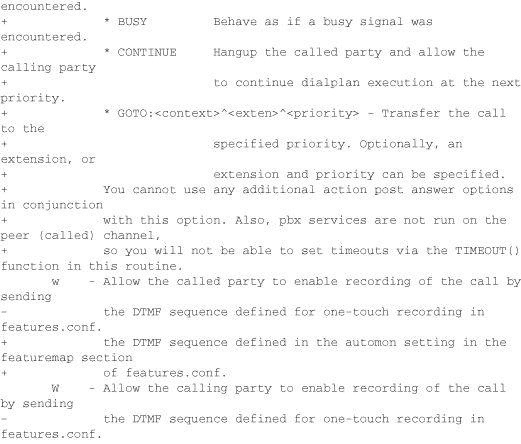 encountered.
+ * BUSY Behave as if a busy signal was
encountered.
+ * CONTINUE Hangup the called party and allow the
calling party
+ to continue dialplan execution at the next
priority.
+ * GOTO:<context>^<exten>^<priority> - Transfer the call
to the
+ specified priority. Optionally, an
extension, or
+ extension and priority can be specified.
+ You cannot use any additional action post answer options
in conjunction
+ with this option. Also, pbx services are not run on the
peer (called) channel,
+ so you will not be able to set timeouts via the TIMEOUT()
function in this routine.
w - Allow the called party to enable recording of the call by
sending
- the DTMF sequence defined for one-touch recording in
features.conf.
+ the DTMF sequence defined in the automon setting in the
featuremap section
+ of features.conf.
W - Allow the calling party to enable recording of the call
by sending
- the DTMF sequence defined for one-touch recording in
features.conf.